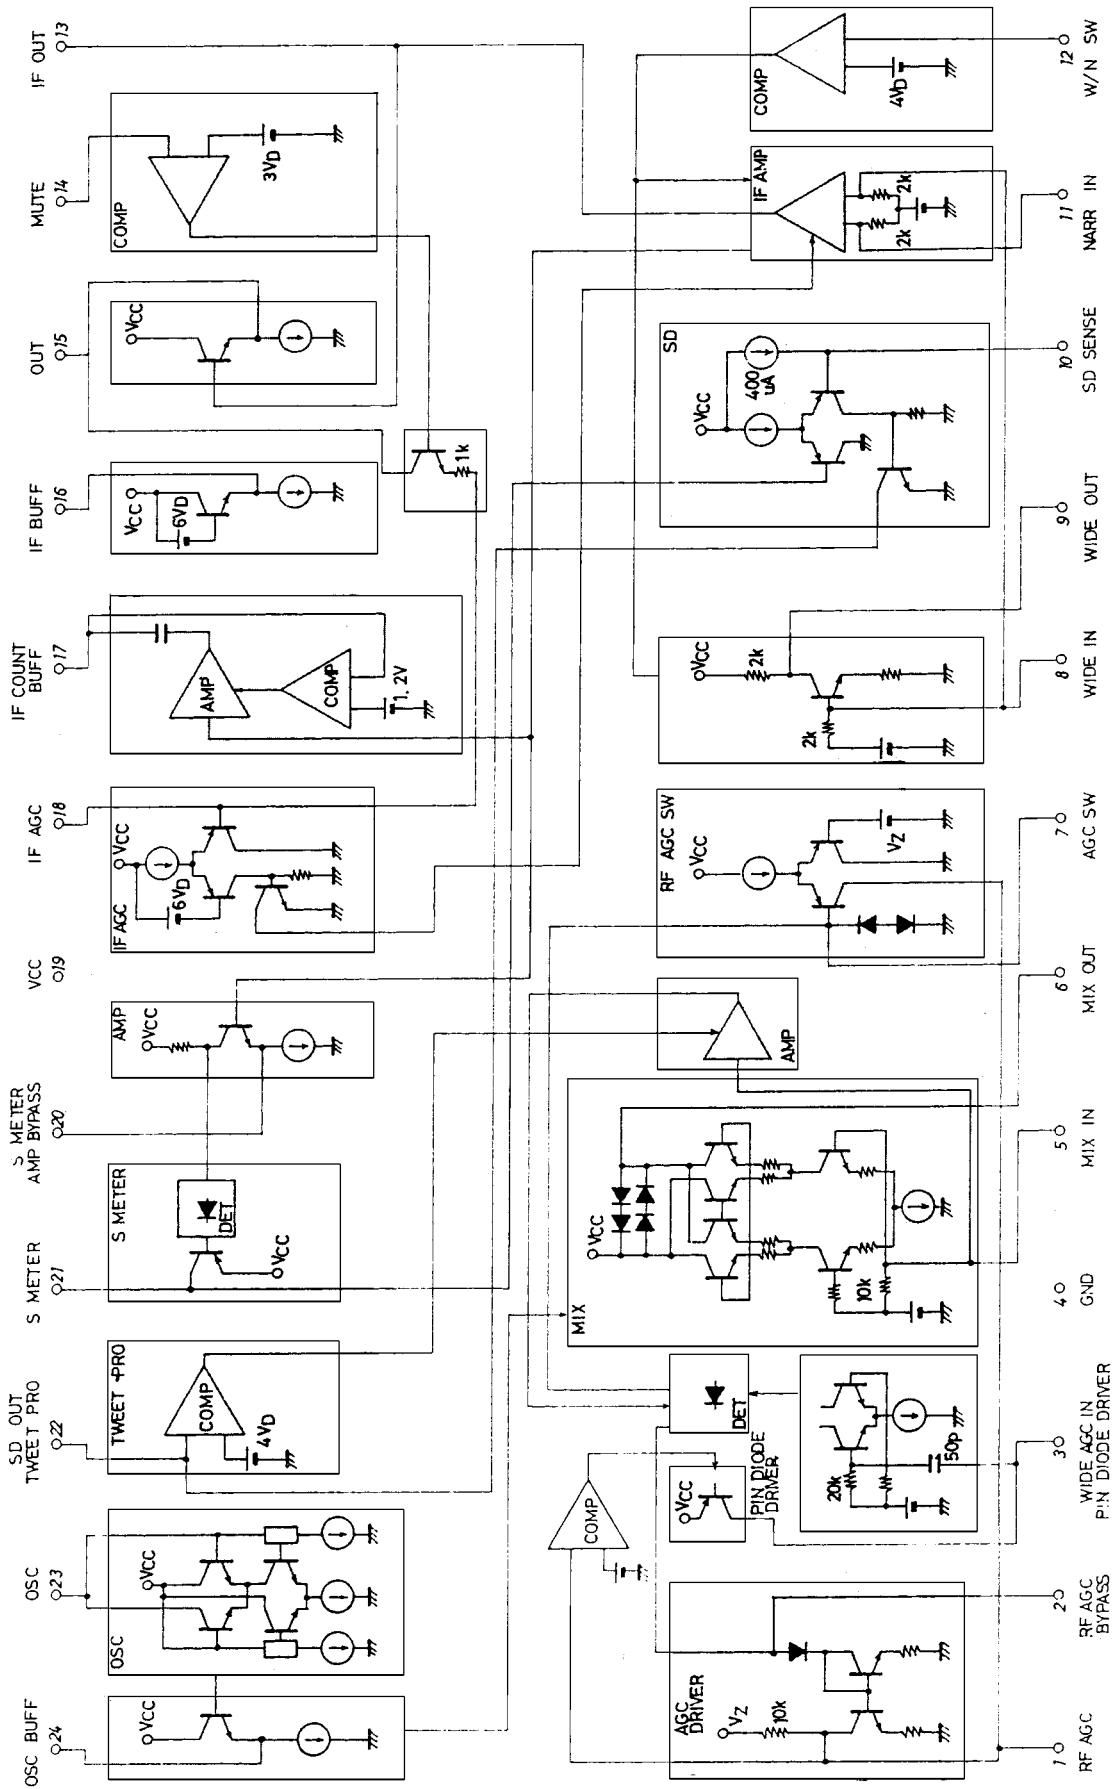 OSC BUFF
24
OSC
23
SD OUT
TWEET PRO
22
S METER
21
S METER
AMP BYPASS
20
VCC
19
IF AGC
18
IF COUNT
BUFF
17
IF BUFF
16
OUT
15
MUTE
14
IF OUT
13
VCC
OSC
VCC
TWEET-PRO
COMP
4VD
S METER
DET
VCC
AMP
VCC
IF AGC
VCC
6VD
AMP
COMP
1.2V
VCC
6VD
VCC
COMP
3VD
1k
AGC
DRIVER
VZ
10k
COMP
VCC
PIN DIODE
DRIVER
DET
20k
50p
MIX
VCC
10k
AMP
RF AGC SW
VCC
VZ
VCC
2k
2k
SD
VCC
400
uA
IF AMP
2k
2k
COMP
4VD
1
RF AGC
2
RF AGC
BYPASS
3
WIDE AGC IN
PIN DIODE DRIVER
4
GND
5
MIX IN
6
MIX OUT
7
AGC SW
8
WIDE IN
9
WIDE OUT
10
SD SENSE
11
NARR IN
12
W/N SW